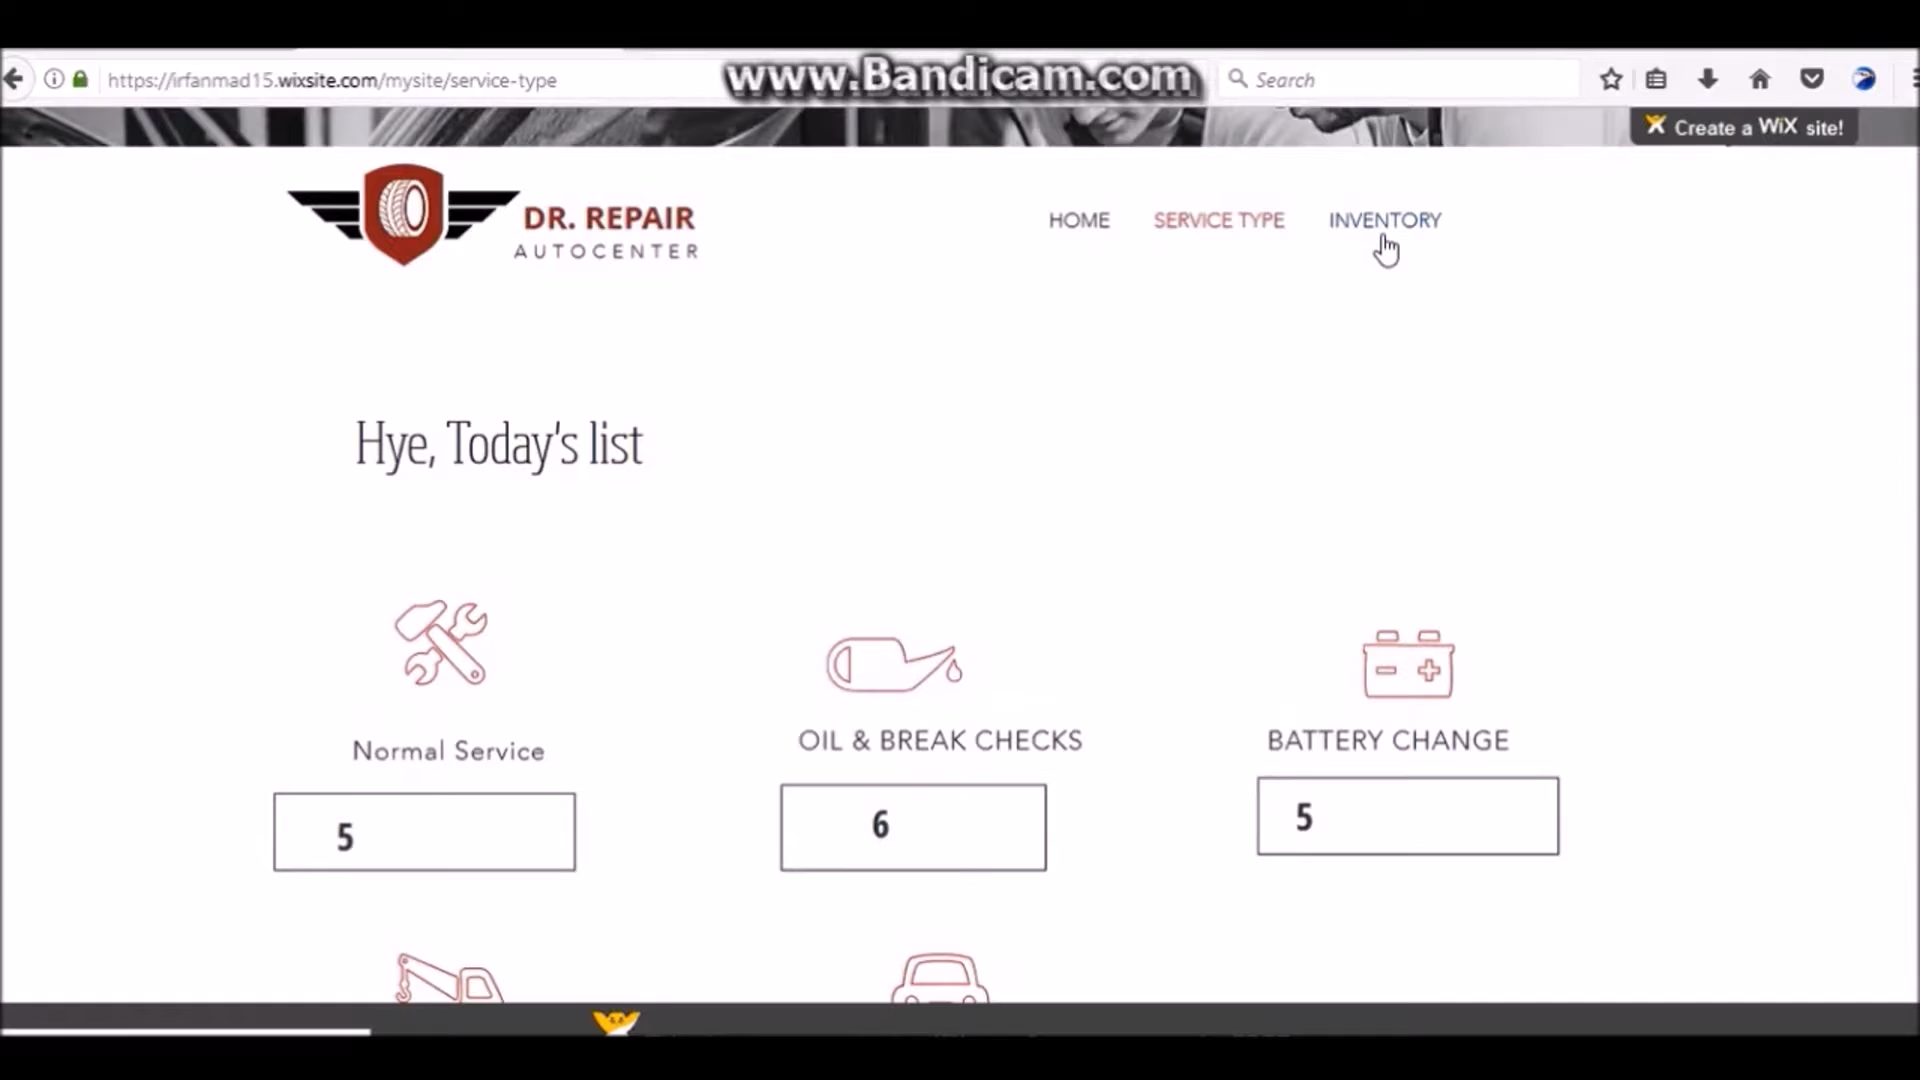 https://irfanmad15.wixsite.com/mysite/service-type
www.Bandicam.com
Search
Create a WiX site!
DR. REPAIR
AUTOCENTER
HOME
SERVICE TYPE
INVENTORY
Hye, Today's list
Normal Service
OIL & BREAK CHECKS
BATTERY CHANGE
5
6
5